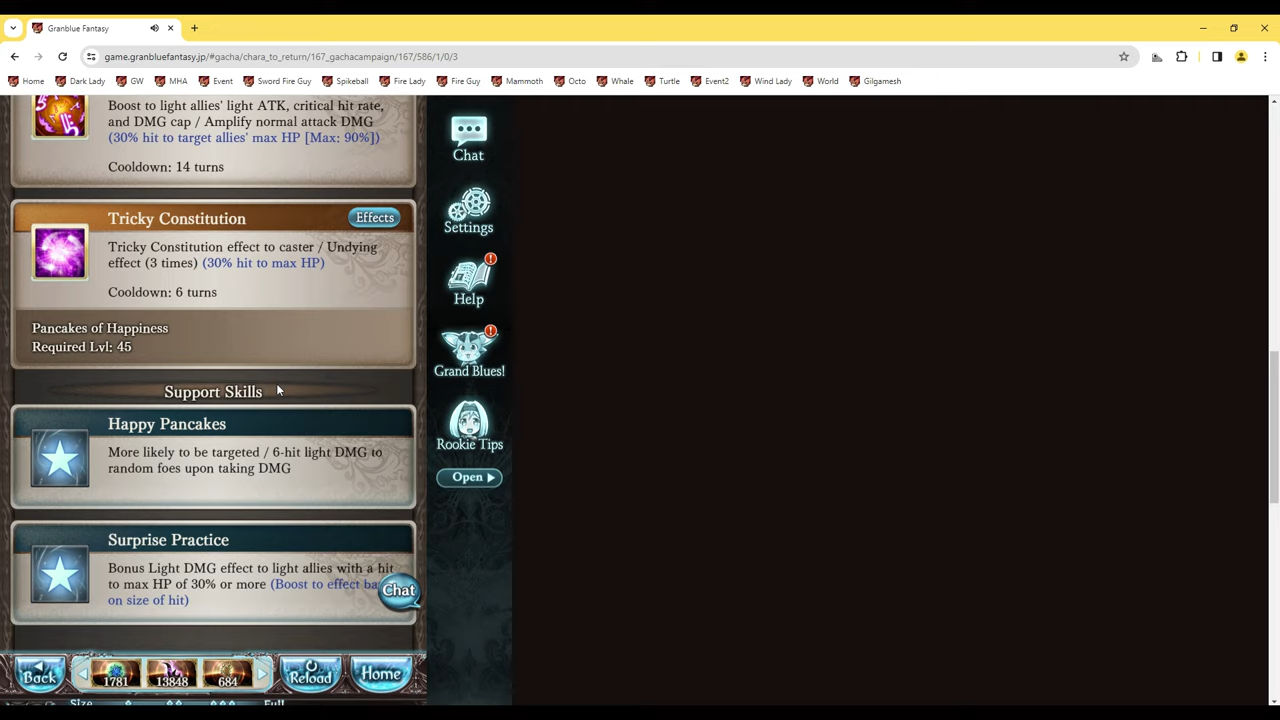 Granblue Fantasy
game.granbluefantasy.jp/#gacha/chara_to_return/167_gachacampaign/167/586/1/0/3
Home Dark Lady GW MHA Event Sword Fire Guy Spikeball Fire Lady Fire Guy Mammoth Octo Whale Turtle Event2 Wind Lady World Gilgamesh
Boost to light allies' light ATK, critical hit rate,
and DMG cap / Amplify normal attack DMG
(30% hit to target allies' max HP [Max: 90%])
Cooldown: 14 turns
Tricky Constitution
Effects
Tricky Constitution effect to caster / Undying
effect (3 times) (30% hit to max HP)
Cooldown: 6 turns
Pancakes of Happiness
Required Lvl: 45
Support Skills
Happy Pancakes
More likely to be targeted / 6-hit light DMG to
random foes upon taking DMG
Surprise Practice
Bonus Light DMG effect to light allies with a hit
to max HP of 30% or more (Boost to effect
on size of hit)
Chat
Back
1781
13848
684
Reload
Home
Size
Full
Chat
Settings
Help
Grand Blues!
Rookie Tips
Open